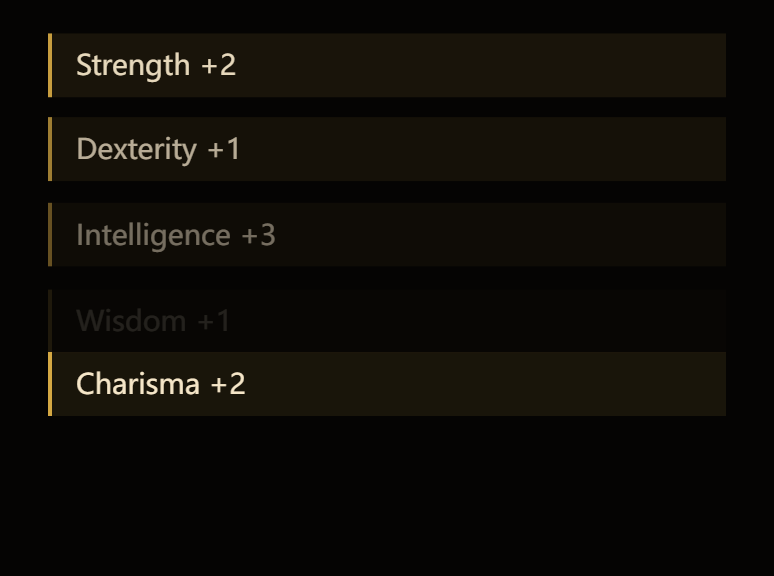 Strength +2
Dexterity +1
Intelligence +3
Wisdom +1
Charisma +2